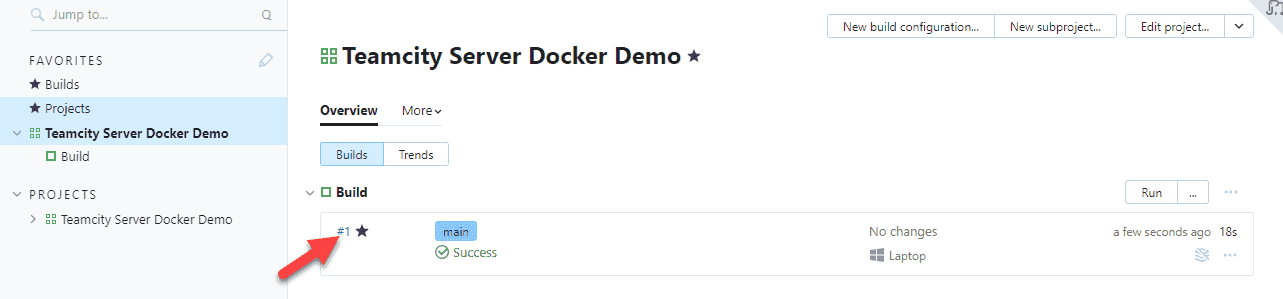 Jump to...
FAVORITES
Builds
Projects
Teamcity Server Docker Demo
Build
PROJECTS
Teamcity Server Docker Demo
New build configuration...
New subproject...
Edit project...
Teamcity Server Docker Demo
Overview
More
Builds
Trends
Build
Run
...
#1
main
No changes
a few seconds ago
18s
Success
Laptop